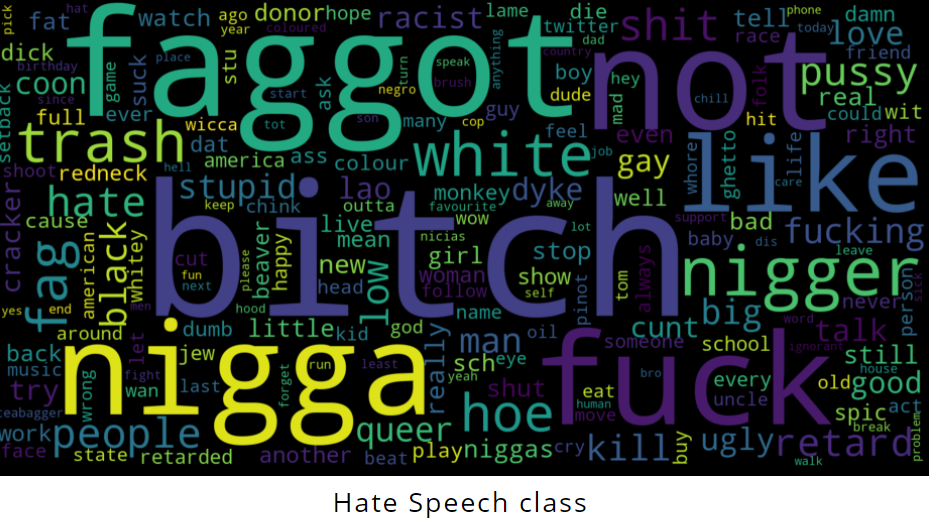 pick
hat
fat
watch
ago
year
donor
coloured
hope
racist
lame
die
twitter
dad
shit
tell
race
phone
today
damn
love
friend
faggot
not
dick
birthday
coon
since
setback
full
game
suck
place
ever
stu
start
ask
negro
turn
speak
brush
anything
country
boy
dude
hey
mad
chill
folk
pussy
real
could
wit
trash
wicca
dat
tot
son
many
cop
guy
feel
job
even
hit
right
hell
america
ass
colour
white
gay
whore
ghetto
life
care
like
shoot
redneck
stupid
lao
monkey
favourite
dyke
away
well
support
cracker
hate
cause
keep
chink
outta
live
mean
wow
nicias
lot
bad
baby
dis
fucking
leave
fag
american
black
whitey
bitch
cut
fun
next
please
beaver
happy
new
head
low
girl
woman
follow
stop
show
self
pinot
tom
always
nigger
never
person
sick
yes
end
men
hood
name
big
word
around
let
dumb
little
kid
god
really
man
oil
cunt
someone
school
talk
ignorant
back
music
nigga
jew
forget
run
least
sch
eye
yeah
fuck
bro
still
house
try
wrong
fight
wan
last
shut
eat
human
move
every
uncle
old
good
teabagger
hoe
spic
act
break
work
people
queer
kill
buy
ugly
retard
problem
face
state
retarded
another
beat
play
niggas
cry
walk
Hate Speech class